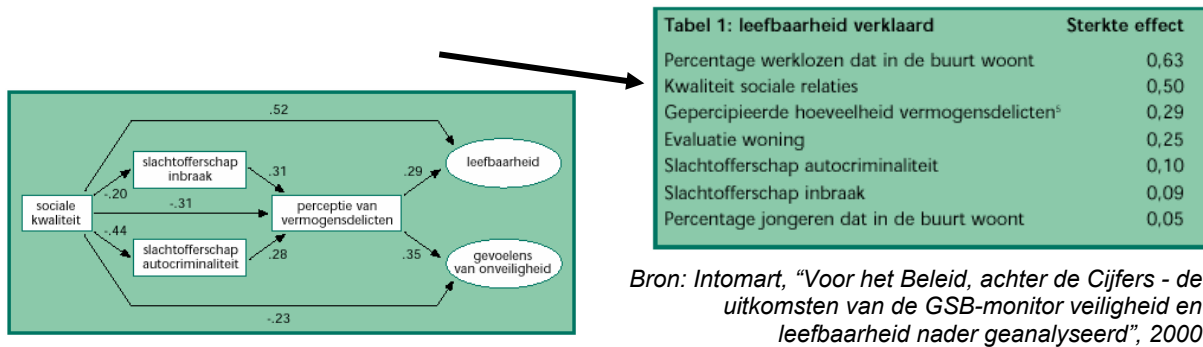 .52
slachtofferschap
inbraak
leefbaarheid
.31
.29
-.20
sociale
kwaliteit
-.31
perceptie van
vermogensdelicten
-.44
slachtofferschap
autocriminaliteit
.28
.35
gevoelens
van onveiligheid
-.23
Tabel 1: leefbaarheid verklaard Sterkte effect
Percentage werklozen dat in de buurt woont 0,63
Kwaliteit sociale relaties 0,50
Gepercipieerde hoeveelheid vermogensdelicten⁵ 0,29
Evaluatie woning 0,25
Slachtofferschap autocriminaliteit 0,10
Slachtofferschap inbraak 0,09
Percentage jongeren dat in de buurt woont 0,05
Bron: Intomart, “Voor het Beleid, achter de Cijfers - de
uitkomsten van de GSB-monitor veiligheid en
leefbaarheid nader geanalyseerd”, 2000